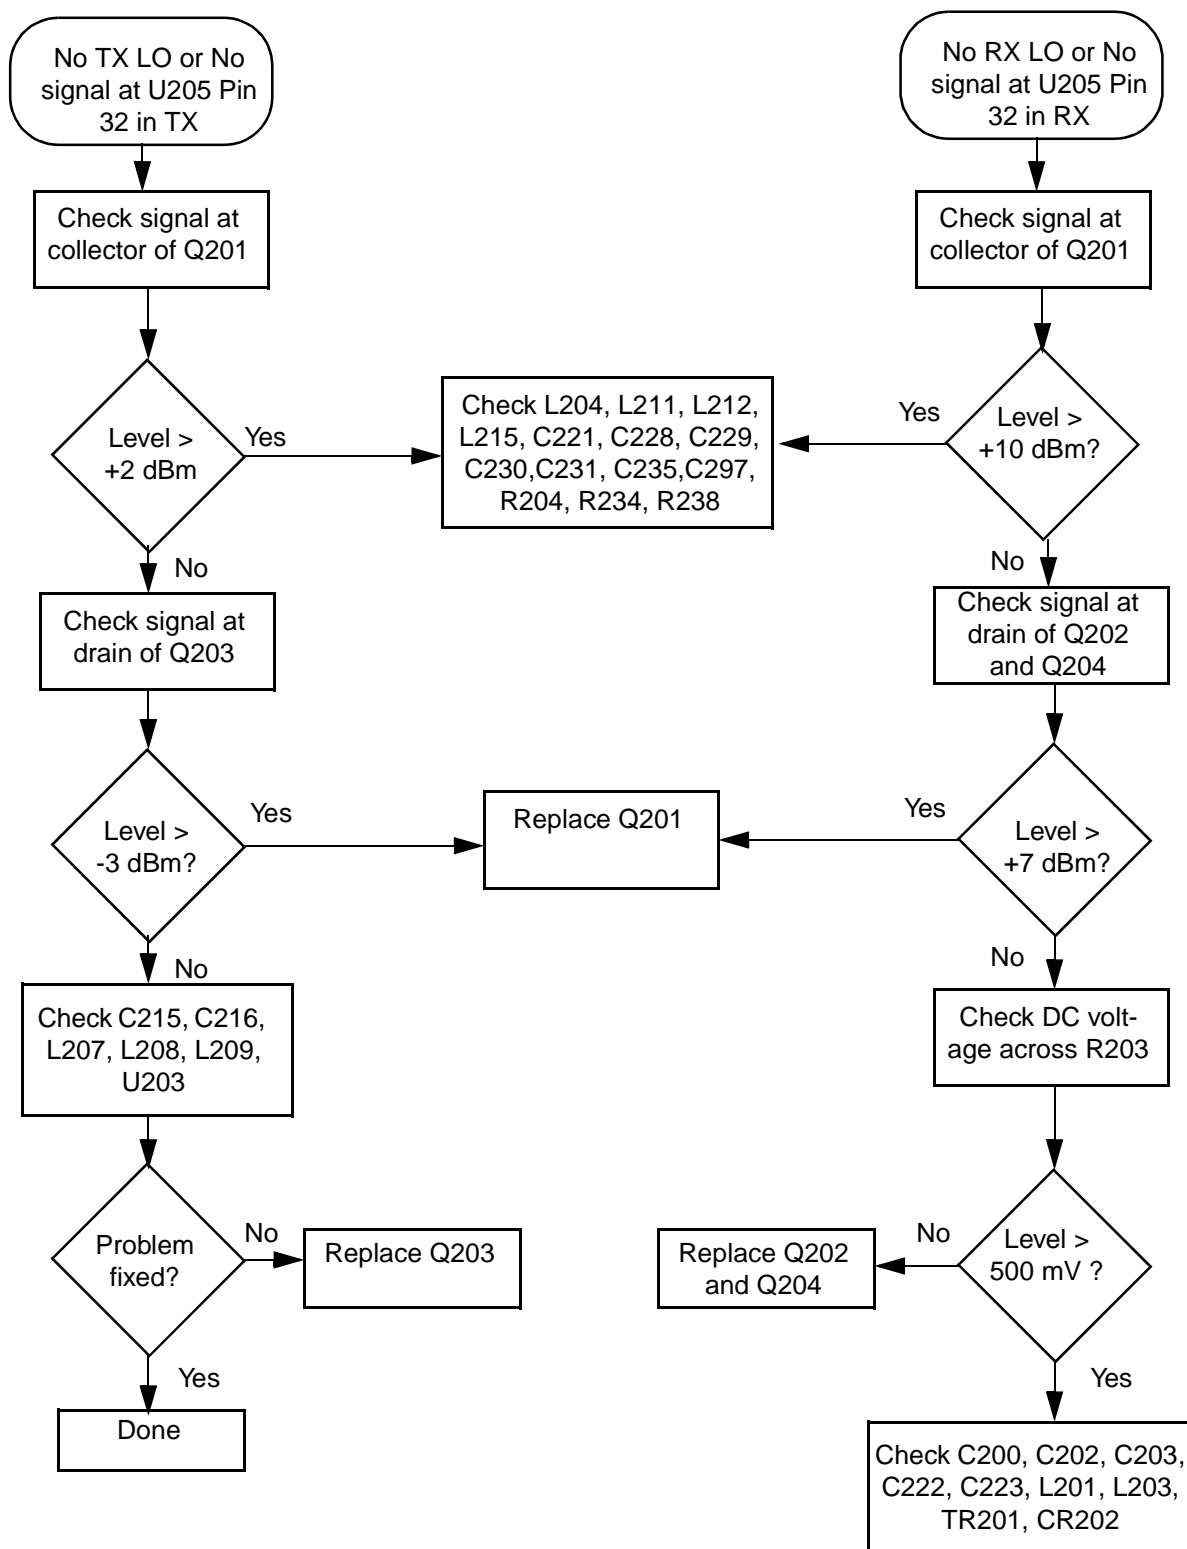 No TX LO or No
signal at U205 Pin
32 in TX
Check signal at
collector of Q201
Level >
+2 dBm
Yes
No
Check signal at
drain of Q203
Level >
-3 dBm?
Yes
No
Check C215, C216,
L207, L208, L209,
U203
Problem
fixed?
No
Replace Q203
Yes
Done
Check L204, L211, L212,
L215, C221, C228, C229,
C230,C231, C235,C297,
R204, R234, R238
Replace Q201
No RX LO or No
signal at U205 Pin
32 in RX
Check signal at
collector of Q201
Yes
Level >
+10 dBm?
No
Check signal at
drain of Q202
and Q204
Yes
Level >
+7 dBm?
No
Check DC volt-
age across R203
Level >
500 mV ?
No
Replace Q202
and Q204
Yes
Check C200, C202, C203,
C222, C223, L201, L203,
TR201, CR202